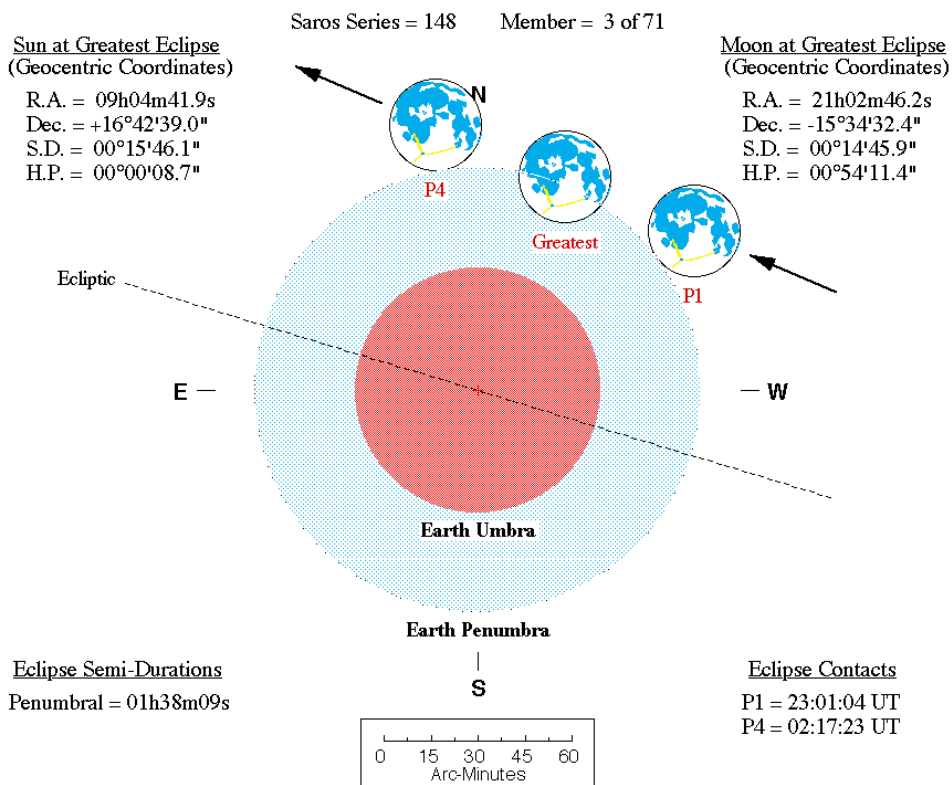 Saros Series = 148 Member = 3 of 71
Sun at Greatest Eclipse
(Geocentric Coordinates)
R.A. = 09h04m41.9s
Dec. = +16°42'39.0"
S.D. = 00°15'46.1"
H.P. = 00°00'08.7"
Moon at Greatest Eclipse
(Geocentric Coordinates)
R.A. = 21h02m46.2s
Dec. = -15°34'32.4"
S.D. = 00°14'45.9"
H.P. = 00°54'11.4"
N
P4
Greatest
P1
Ecliptic
E
W
Earth Umbra
Earth Penumbra
S
Eclipse Semi-Durations
Penumbral = 01h38m09s
Eclipse Contacts
P1 = 23:01:04 UT
P4 = 02:17:23 UT
0 15 30 45 60
Arc-Minutes